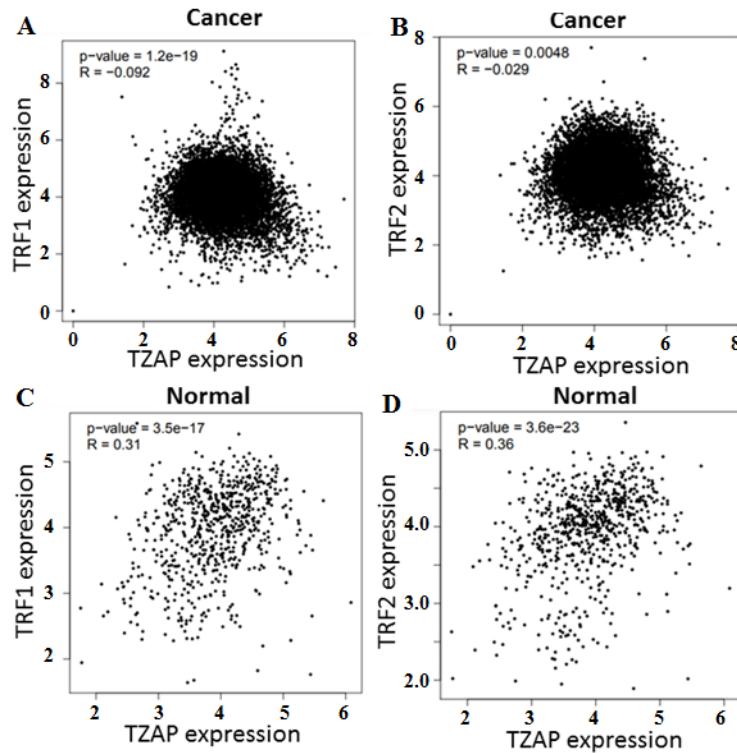 A
Cancer
p-value = 1.2e-19
R = −0.092
TRF1 expression
8
6
4
2
0
0
2
4
6
8
TZAP expression
B
Cancer
p-value = 0.0048
R = −0.029
TRF2 expression
8
6
4
2
0
0
2
4
6
8
TZAP expression
C
Normal
p-value = 3.5e-17
R = 0.31
TRF1 expression
5
4
3
2
2
3
4
5
6
TZAP expression
D
Normal
p-value = 3.6e-23
R = 0.36
TRF2 expression
5.0
4.0
3.0
2.0
2
3
4
5
6
TZAP expression